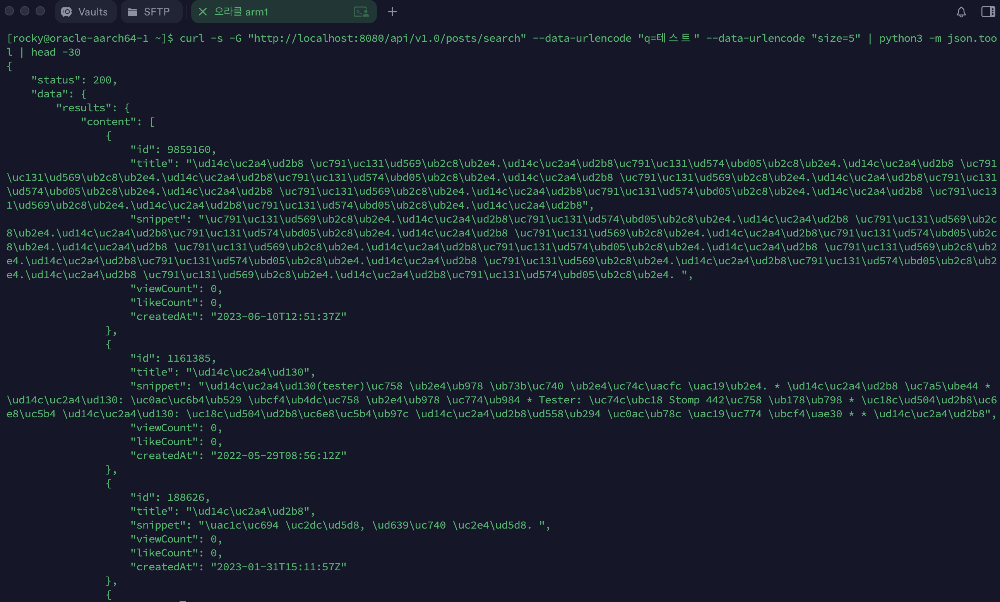 Vaults
SFTP
오라클 arm1
[rocky@oracle-aarch64-1 ~]$ curl -s -G "http://localhost:8080/api/v1.0/posts/search" --data-urlencode "q=테스트" --data-urlencode "size=5" | python3 -m json.too
l | head -30
{
    "status": 200,
    "data": {
        "results": {
            "content": [
                {
                    "id": 9859160,
                    "title": "\ud14c\uc2a4\ud2b8 \uc791\uc131\ud569\ub2c8\ub2e4.\ud14c\uc2a4\ud2b8\uc791\uc131\ud574\ubd05\ub2c8\ub2e4.\ud14c\uc2a4\ud2b8 \uc791
\uc131\ud569\ub2c8\ub2e4.\ud14c\uc2a4\ud2b8\uc791\uc131\ud574\ubd05\ub2c8\ub2e4.\ud14c\uc2a4\ud2b8 \uc791\uc131\ud569\ub2c8\ub2e4.\ud14c\uc2a4\ud2b8\uc791\uc131
\ud574\ubd05\ub2c8\ub2e4.\ud14c\uc2a4\ud2b8 \uc791\uc131\ud569\ub2c8\ub2e4.\ud14c\uc2a4\ud2b8\uc791\uc131\ud574\ubd05\ub2c8\ub2e4.\ud14c\uc2a4\ud2b8 \uc791\uc13
1\ud569\ub2c8\ub2e4.\ud14c\uc2a4\ud2b8\uc791\uc131\ud574\ubd05\ub2c8\ub2e4.\ud14c\uc2a4\ud2b8",
                    "snippet": "\uc791\uc131\ud569\ub2c8\ub2e4.\ud14c\uc2a4\ud2b8\uc791\uc131\ud574\ubd05\ub2c8\ub2e4.\ud14c\uc2a4\ud2b8 \uc791\uc131\ud569\ub2c
8\ub2e4.\ud14c\uc2a4\ud2b8\uc791\uc131\ud574\ubd05\ub2c8\ub2e4.\ud14c\uc2a4\ud2b8 \uc791\uc131\ud569\ub2c8\ub2e4.\ud14c\uc2a4\ud2b8\uc791\uc131\ud574\ubd05\ub2c
8\ub2e4.\ud14c\uc2a4\ud2b8 \uc791\uc131\ud569\ub2c8\ub2e4.\ud14c\uc2a4\ud2b8\uc791\uc131\ud574\ubd05\ub2c8\ub2e4.\ud14c\uc2a4\ud2b8 \uc791\uc131\ud569\ub2c8\ub2
e4.\ud14c\uc2a4\ud2b8\uc791\uc131\ud574\ubd05\ub2c8\ub2e4.\ud14c\uc2a4\ud2b8 \uc791\uc131\ud569\ub2c8\ub2e4.\ud14c\uc2a4\ud2b8\uc791\uc131\ud574\ubd05\ub2c8\ub2
e4.\ud14c\uc2a4\ud2b8 \uc791\uc131\ud569\ub2c8\ub2e4.\ud14c\uc2a4\ud2b8\uc791\uc131\ud574\ubd05\ub2c8\ub2e4. ",
                    "viewCount": 0,
                    "likeCount": 0,
                    "createdAt": "2023-06-10T12:51:37Z"
                },
                {
                    "id": 1161385,
                    "title": "\ud14c\uc2a4\ud130",
                    "snippet": "\ud14c\uc2a4\ud130(tester)\uc758 \ub2e4\ub978 \ub73b\uc740 \ub2e4\uc74c\uacfc \uac19\ub2e4. * \ud14c\uc2a4\ud2b8 \uc7a5\ube44 * 
\ud14c\uc2a4\ud130: \uc0ac\uc6b4\ub529 \ubcf4\ub4dc\uc758 \ub2e4\ub978 \uc774\ub984 * Tester: \uc74c\ubc18 Stomp 442\uc758 \ub178\ub798 * \uc18c\ud504\ud2b8\uc6
e8\uc5b4 \ud14c\uc2a4\ud130: \uc18c\ud504\ud2b8\uc6e8\uc5b4\ub97c \ud14c\uc2a4\ud2b8\ud558\ub294 \uc0ac\ub78c \uac19\uc774 \ubcf4\uae30 * * \ud14c\uc2a4\ud2b8",
                    "viewCount": 0,
                    "likeCount": 0,
                    "createdAt": "2022-05-29T08:56:12Z"
                },
                {
                    "id": 188626,
                    "title": "\ud14c\uc2a4\ud2b8",
                    "snippet": "\uac1c\uc694 \uc2dc\ud5d8, \ud639\uc740 \uc2e4\ud5d8. ",
                    "viewCount": 0,
                    "likeCount": 0,
                    "createdAt": "2023-01-31T15:11:57Z"
                },
                {